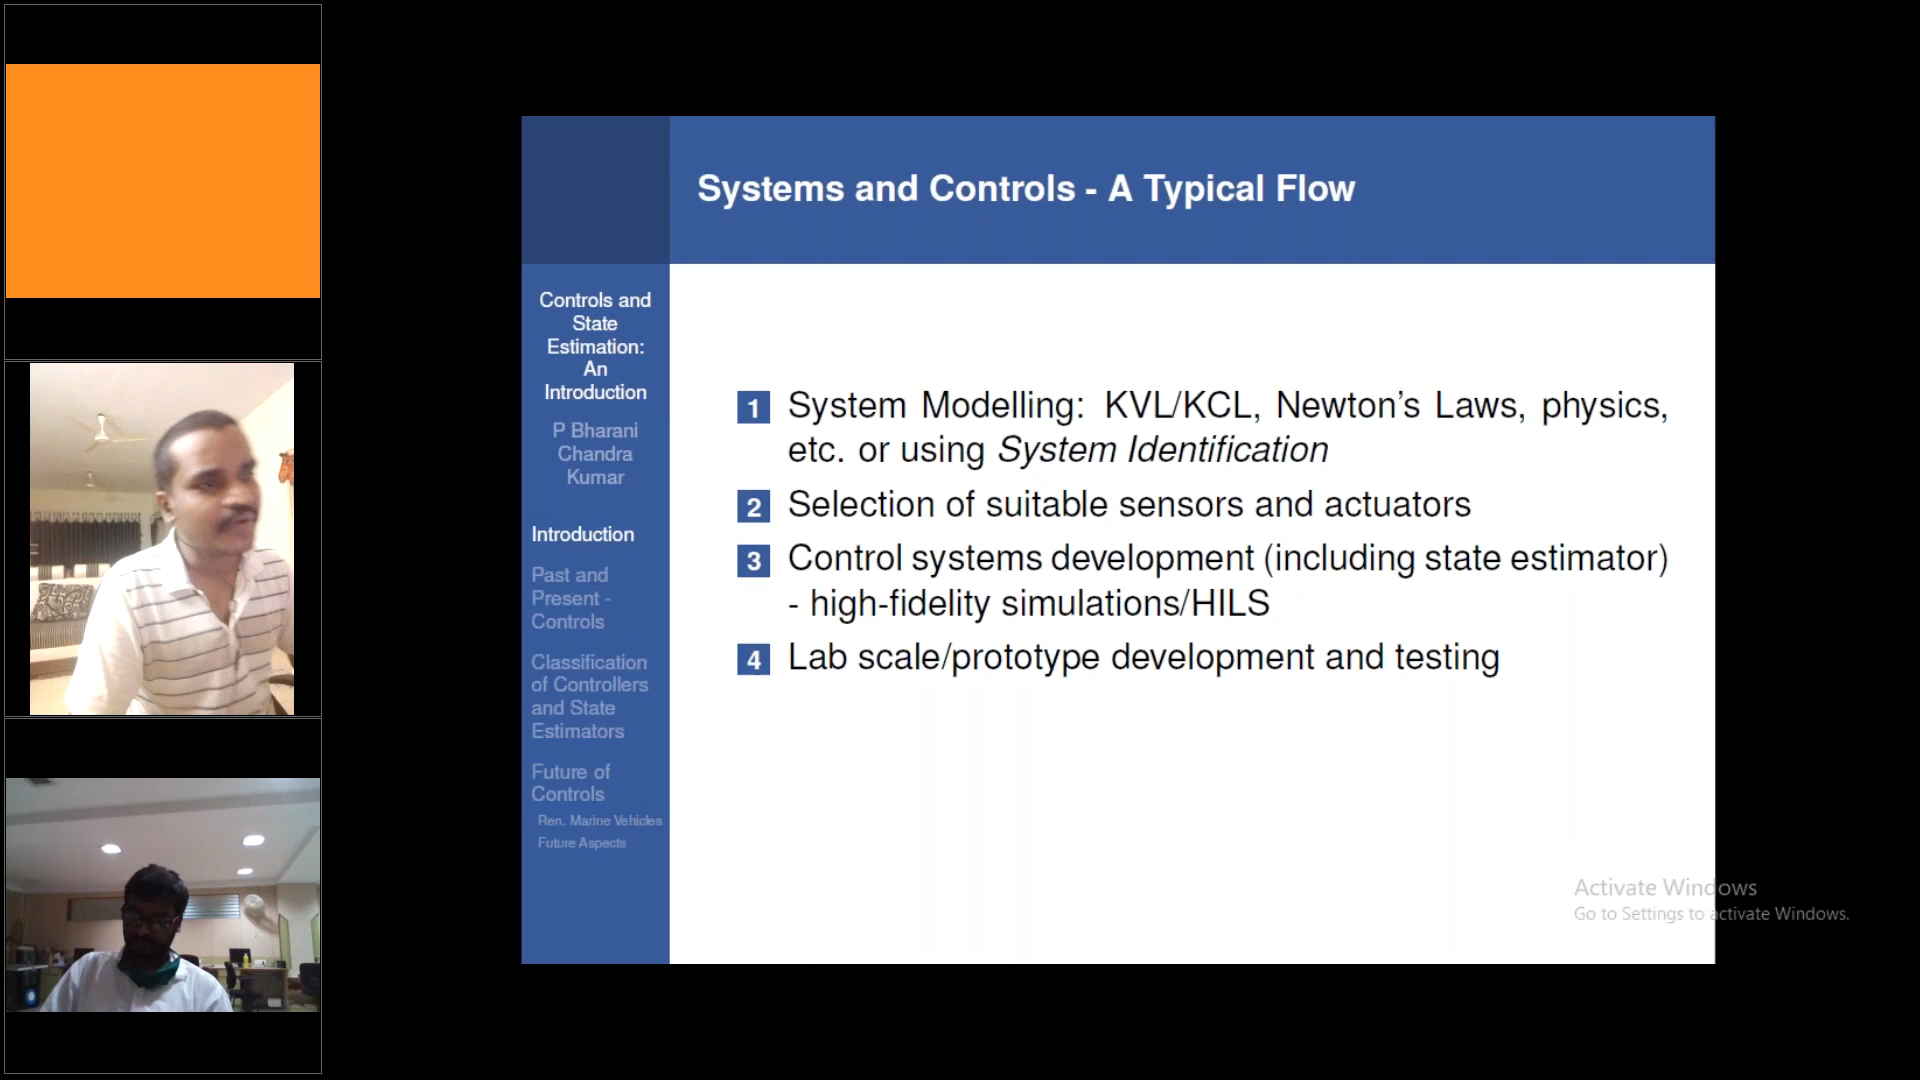 Systems and Controls - A Typical Flow
Controls and
State
Estimation:
An
Introduction
P Bharani
Chandra
Kumar
Introduction
Past and
Present -
Controls
Classification
of Controllers
and State
Estimators
Future of
Controls
Ren. Marine Vehicles
Future Aspects
1 System Modelling: KVL/KCL, Newton's Laws, physics,
etc. or using System Identification
2 Selection of suitable sensors and actuators
3 Control systems development (including state estimator)
- high-fidelity simulations/HILS
4 Lab scale/prototype development and testing
Activate Windows
Go to Settings to activate Windows.